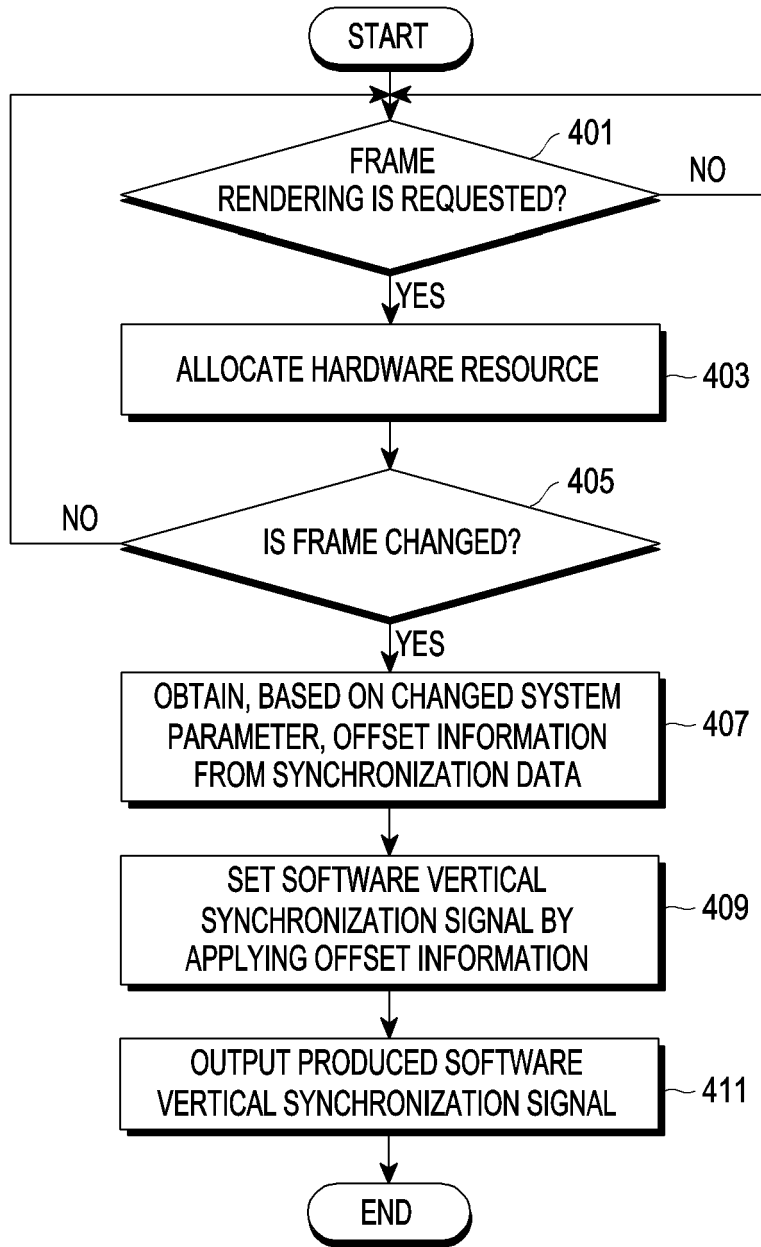 START
401
FRAME
RENDERING IS REQUESTED?
NO
YES
ALLOCATE HARDWARE RESOURCE
403
405
NO
IS FRAME CHANGED?
YES
OBTAIN, BASED ON CHANGED SYSTEM
PARAMETER, OFFSET INFORMATION
FROM SYNCHRONIZATION DATA
407
SET SOFTWARE VERTICAL
SYNCHRONIZATION SIGNAL BY
APPLYING OFFSET INFORMATION
409
OUTPUT PRODUCED SOFTWARE
VERTICAL SYNCHRONIZATION SIGNAL
411
END